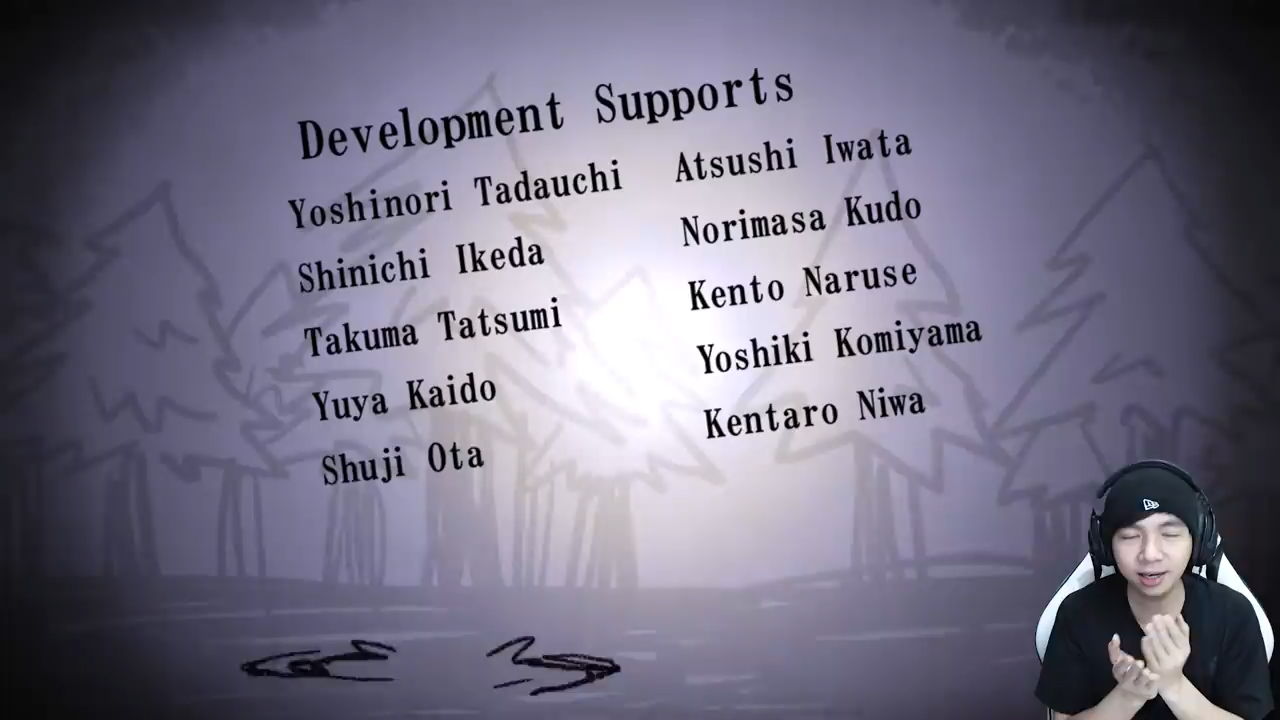 Development Supports
Yoshinori Tadauchi
Shinichi Ikeda
Takuma Tatsumi
Yuya Kaido
Shuji Ota
Atsushi Iwata
Norimasa Kudo
Kento Naruse
Yoshiki Komiyama
Kentaro Niwa